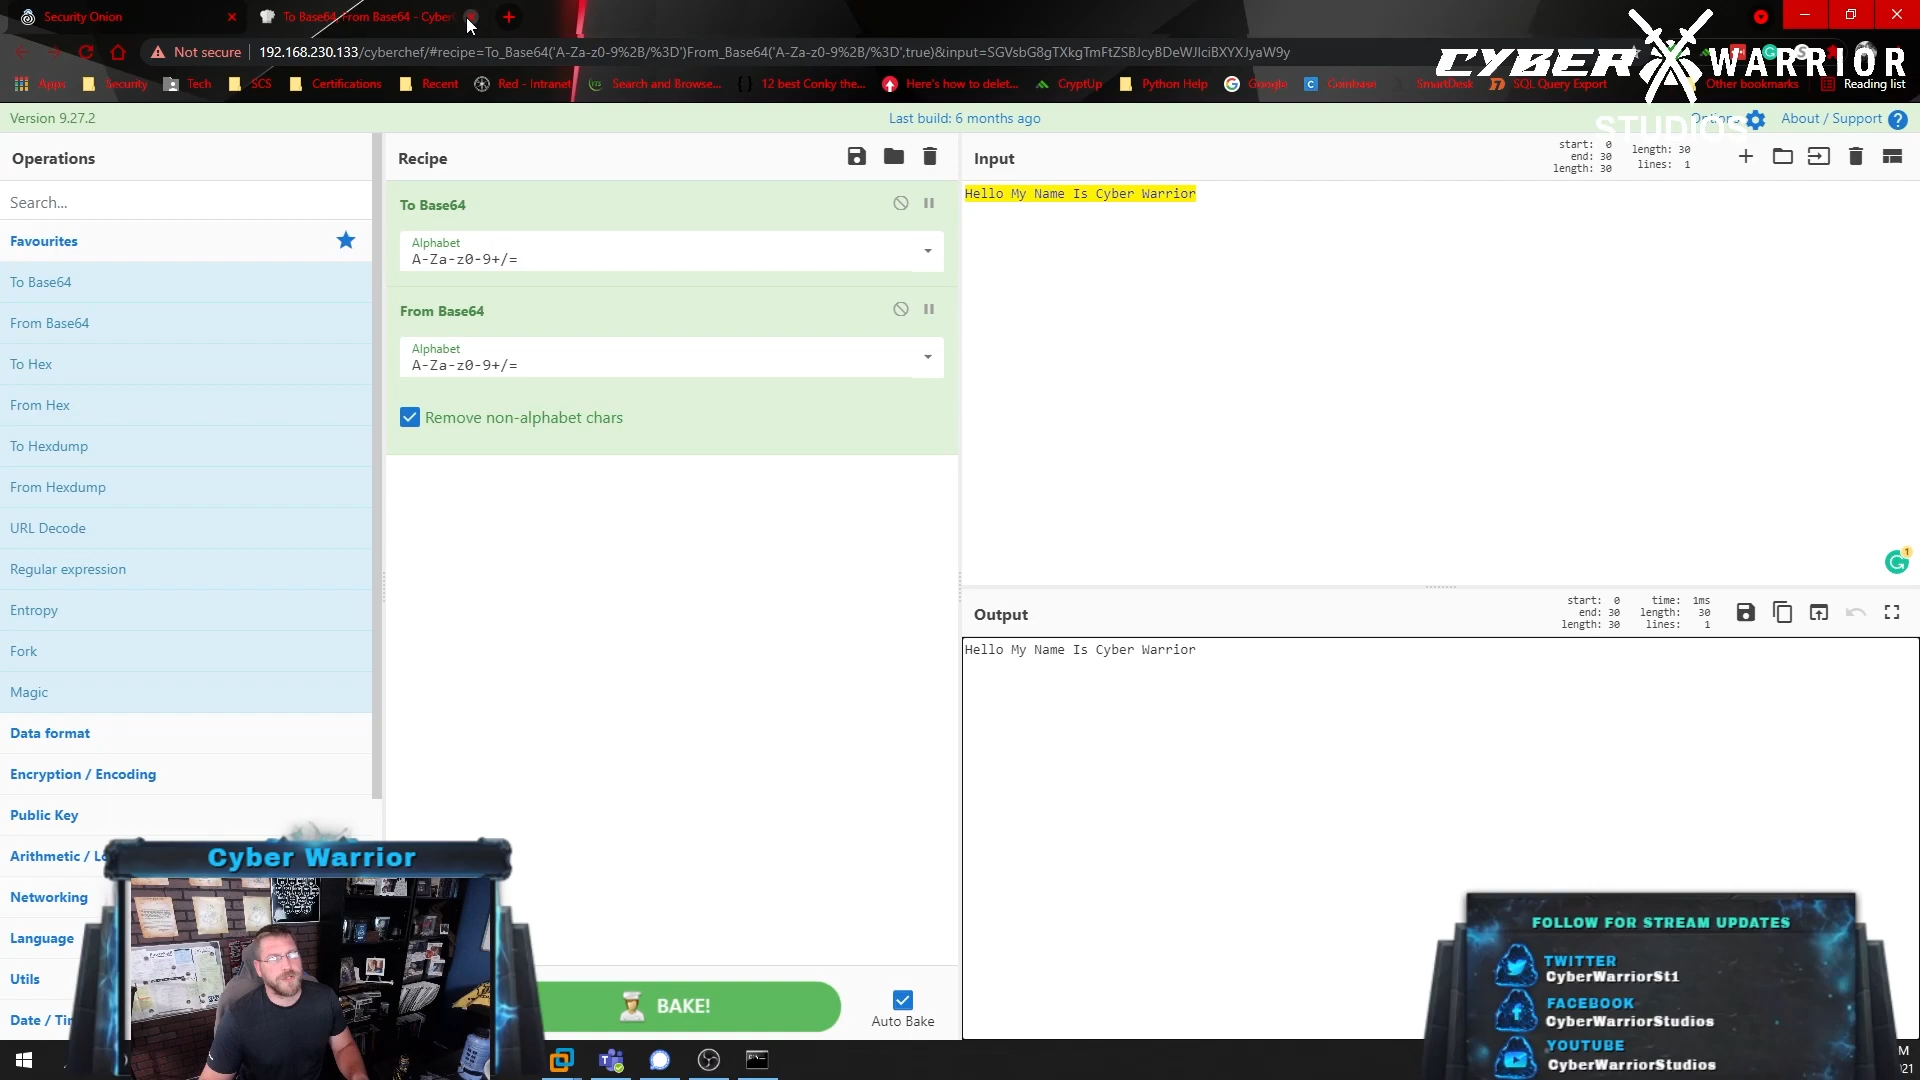 Security Onion
To Base64, From Base64 - Cyber
Not secure
192.168.230.133/cyberchef/#recipe=To_Base64('A-Za-z0-9%2B/%3D')From_Base64('A-Za-z0-9%2B/%3D',true)&input=SGVsbG8gTXkgTmFtZSBJcyBDeWJlciBXYXJyaW9y
CYBER WARRIOR
STUDIOS
Apps
Security
Tech
SCS
Certifications
Recent
Red - Intranet
Search and Browse...
12 best Conky the...
Here's how to delet...
CryptUp
Python Help
Google
Coinbase
SmartDesk
SQL Query Export
Other bookmarks
Reading list
Version 9.27.2
Last build: 6 months ago
Options
About / Support
Operations
Search...
Favourites
To Base64
From Base64
To Hex
From Hex
To Hexdump
From Hexdump
URL Decode
Regular expression
Entropy
Fork
Magic
Data format
Encryption / Encoding
Public Key
Arithmetic / Lo
Networking
Language
Utils
Date / Tim
Recipe
To Base64
Alphabet
A-Za-z0-9+/=
From Base64
Alphabet
A-Za-z0-9+/=
Remove non-alphabet chars
BAKE!
Auto Bake
Input
start: 0
end: 30
length: 30
length: 30
lines: 1
Hello My Name Is Cyber Warrior
1
Output
start: 0
end: 30
length: 30
time: 1ms
length: 30
lines: 1
Hello My Name Is Cyber Warrior
Cyber Warrior
FOLLOW FOR STREAM UPDATES
TWITTER
CyberWarriorSt1
FACEBOOK
CyberWarriorStudios
YOUTUBE
CyberWarriorStudios
M
21